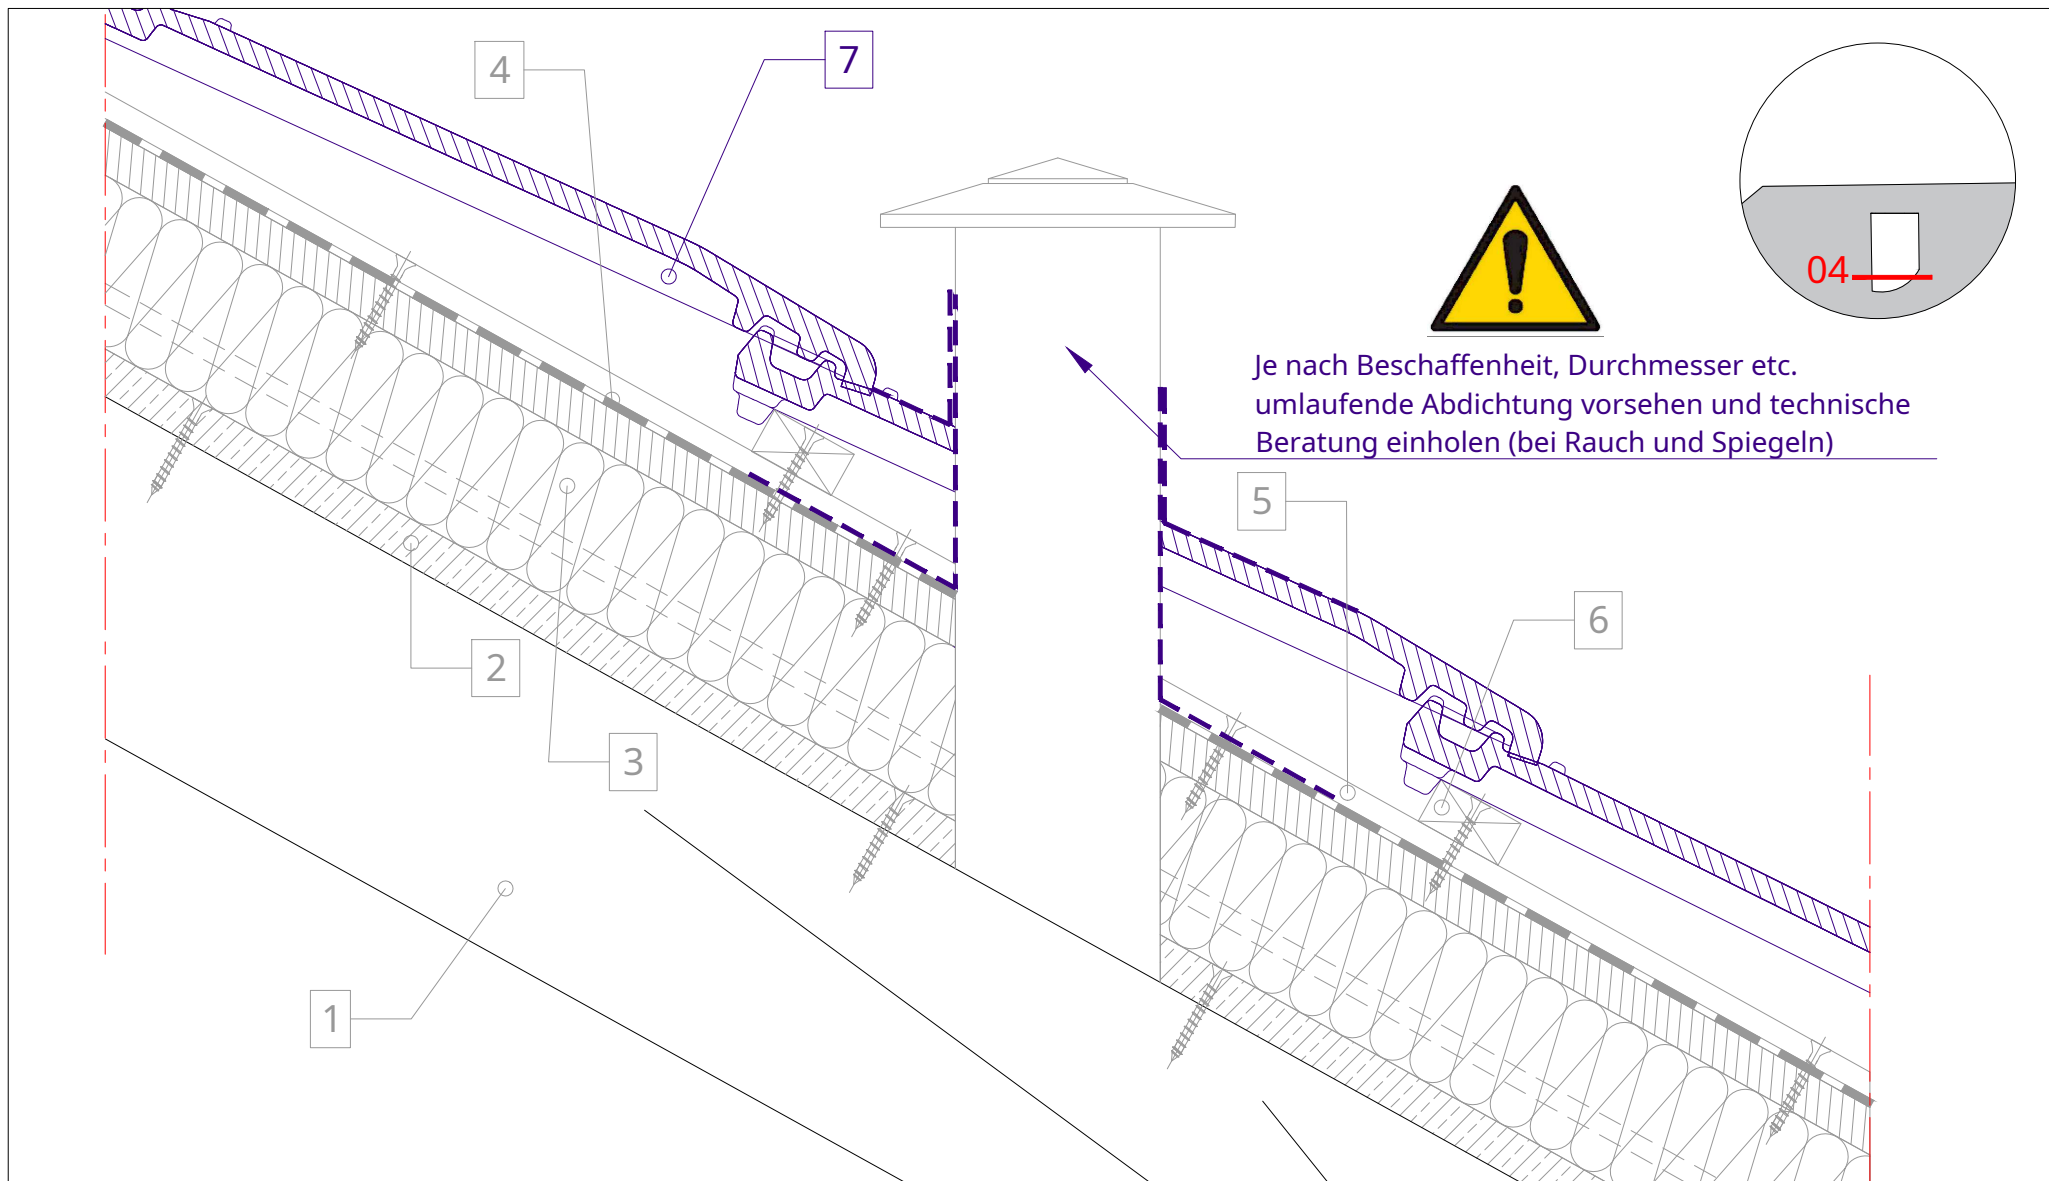 4
7
04
Je nach Beschaffenheit, Durchmesser etc.
umlaufende Abdichtung vorsehen und technische
Beratung einholen (bei Rauch und Spiegeln)
5
6
2
3
1